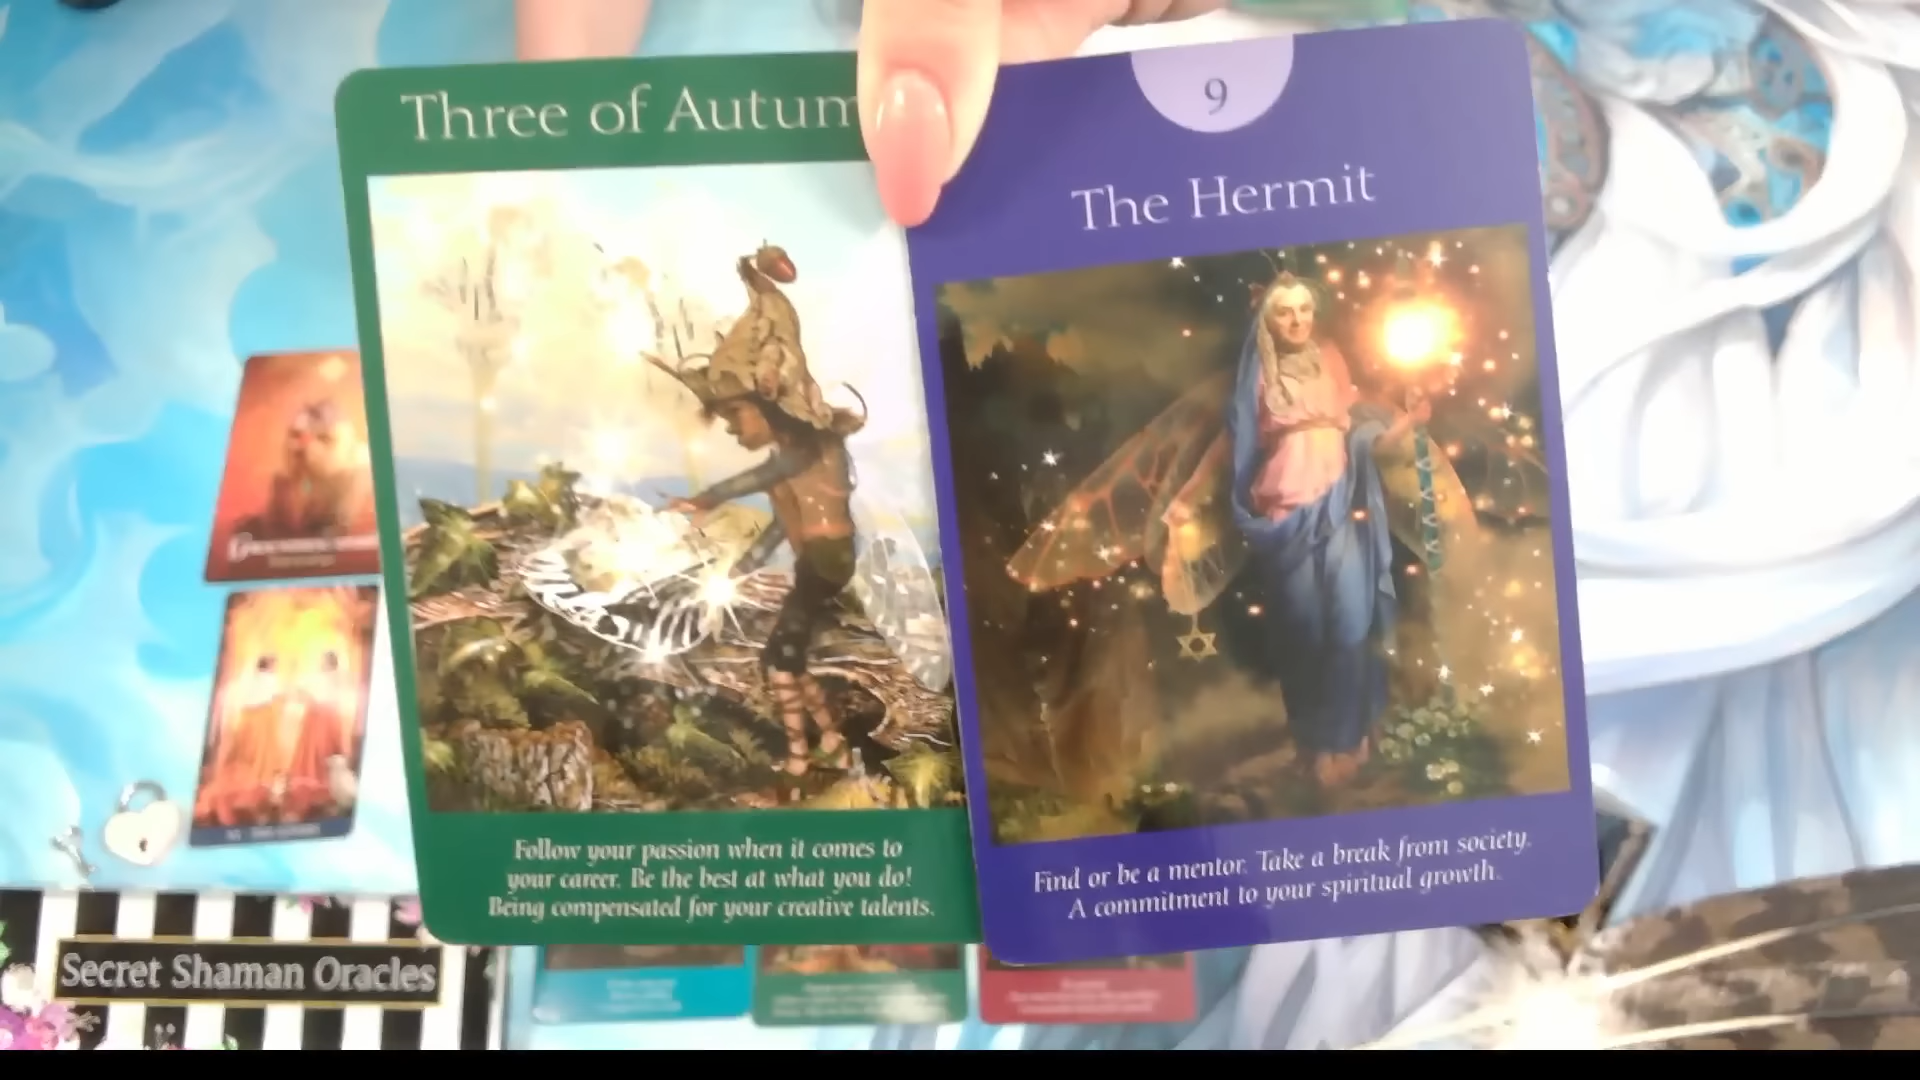 Three of Autum
9
The Hermit
Follow your passion when it comes to
your career. Be the best at what you do!
Being compensated for your creative talents.
Find or be a mentor. Take a break from society.
A commitment to your spiritual growth.
Secret Shaman Oracles